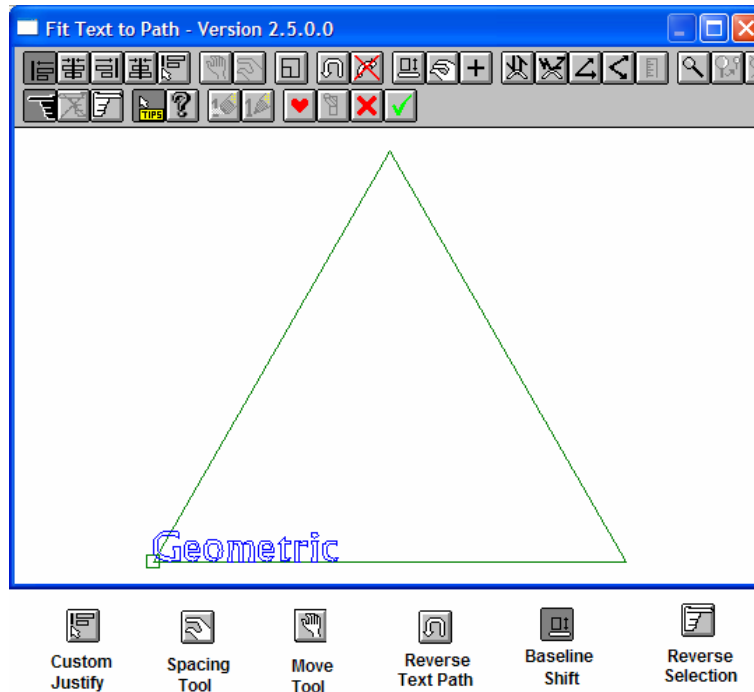 Fit Text to Path - Version 2.5.0.0
TIPS
Geometric
Custom
Justify
Spacing
Tool
Move
Tool
Reverse
Text Path
Baseline
Shift
Reverse
Selection